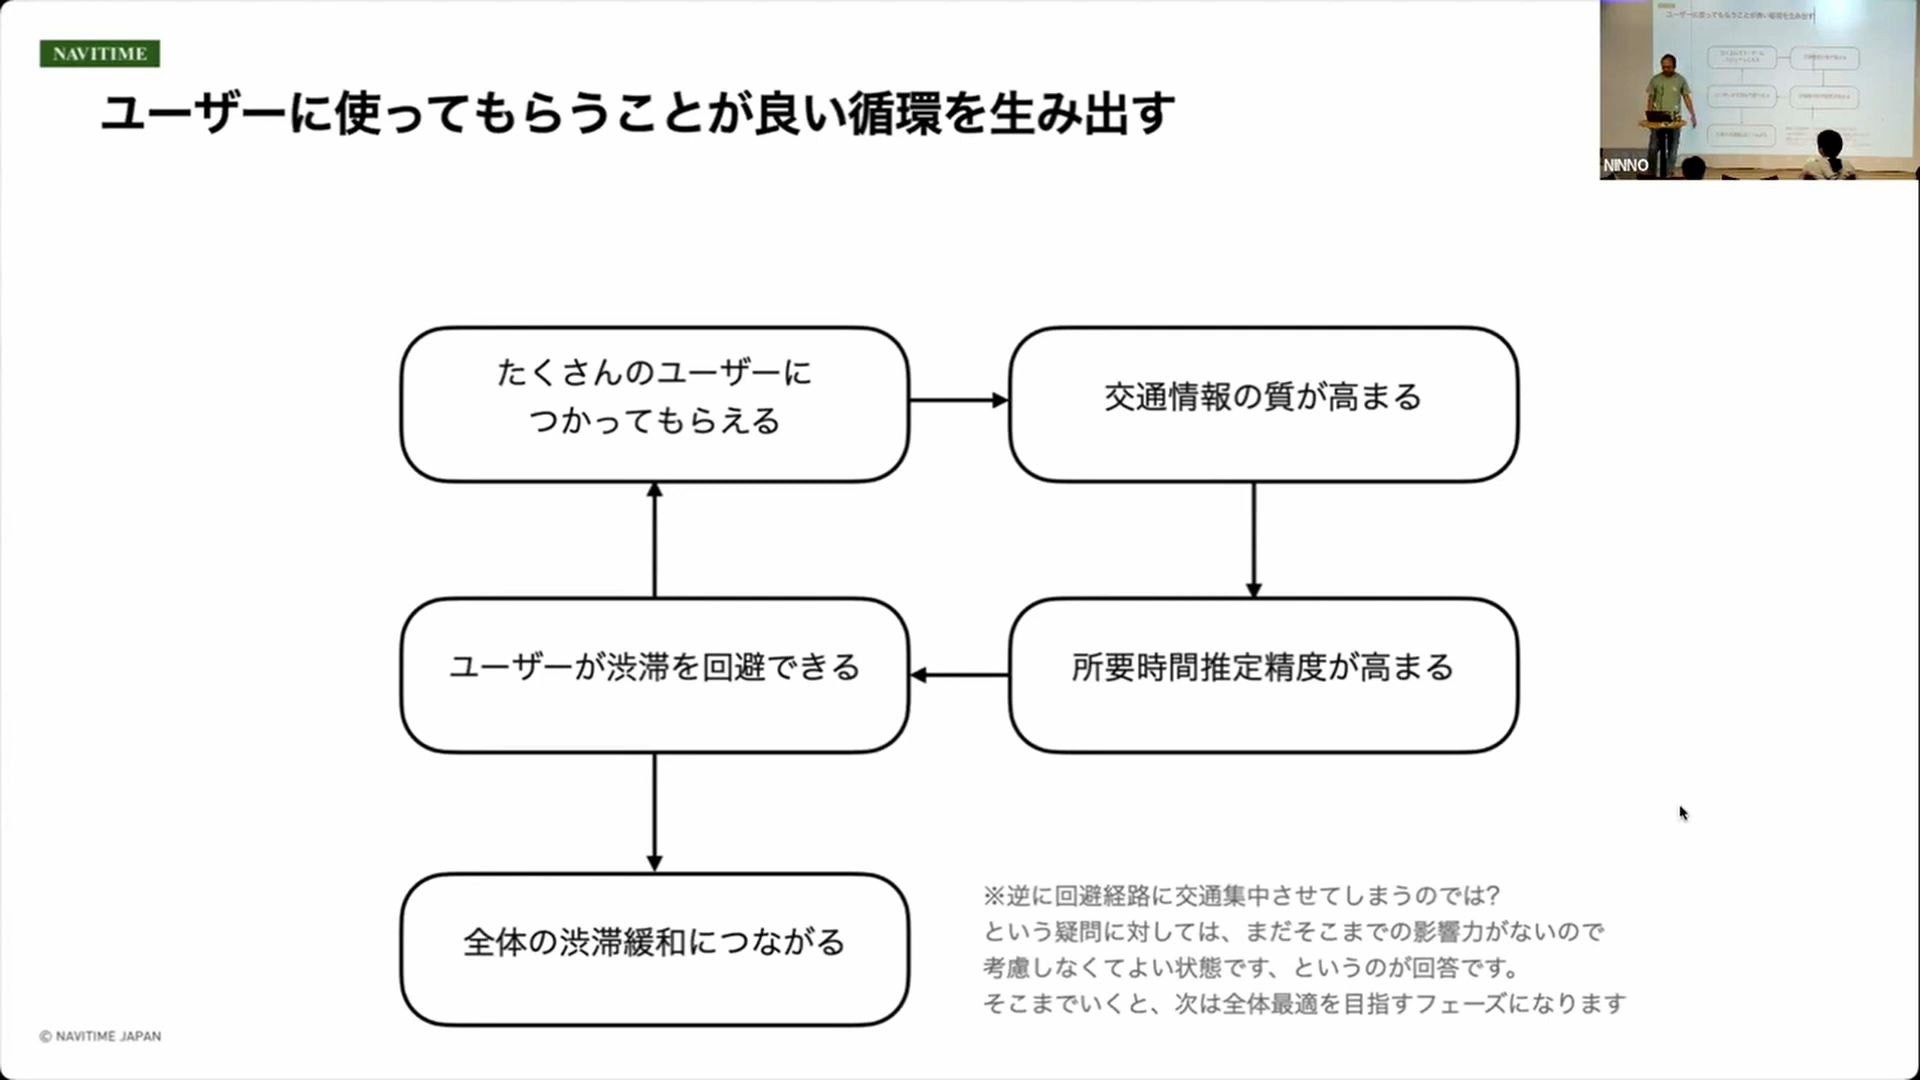 NAVITIME
ユーザーに使ってもらうことが良い循環を生み出す
NINNO
たくさんのユーザーに
つかってもらえる
交通情報の質が高まる
ユーザーが渋滞を回避できる
所要時間推定精度が高まる
全体の渋滞緩和につながる
※逆に回避経路に交通集中させてしまうのでは?
という疑問に対しては、まだそこまでの影響力がないので
考慮しなくてよい状態です、というのが回答です。
そこまでいくと、次は全体最適を目指すフェーズになります
© NAVITIME JAPAN